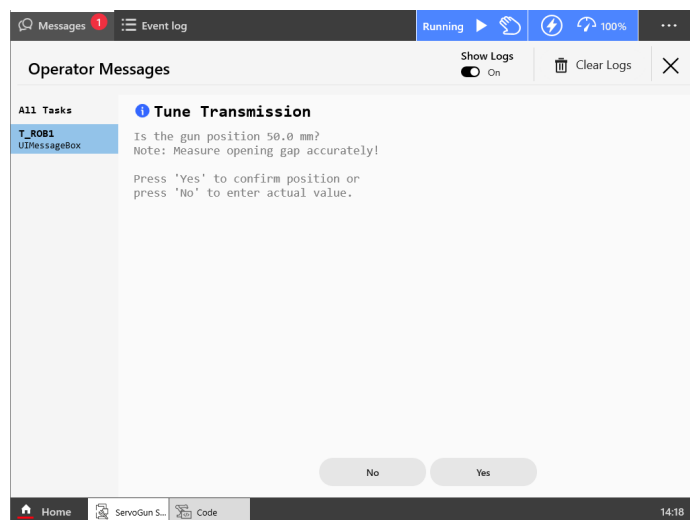 Messages 1
Event log
Running
100%
...
Operator Messages
Show Logs
On
Clear Logs
All Tasks
T_ROB1
UIMessageBox
Tune Transmission
Is the gun position 50.0 mm?
Note: Measure opening gap accurately!
Press 'Yes' to confirm position or
press 'No' to enter actual value.
No
Yes
Home
ServoGun S...
Code
14:18